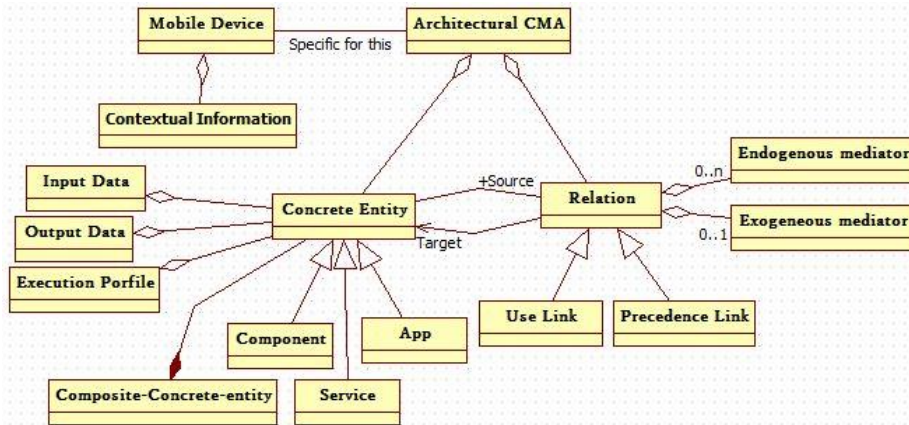 Mobile Device
Architectural CMA
Specific for this
Contextual Information
Endogenous mediator
0..n
Input Data
+Source
Concrete Entity
Relation
Exogeneous mediator
Output Data
0..1
Target
Execution Porfile
Use Link
Precedence Link
Component
App
Composite-Concrete-entity
Service